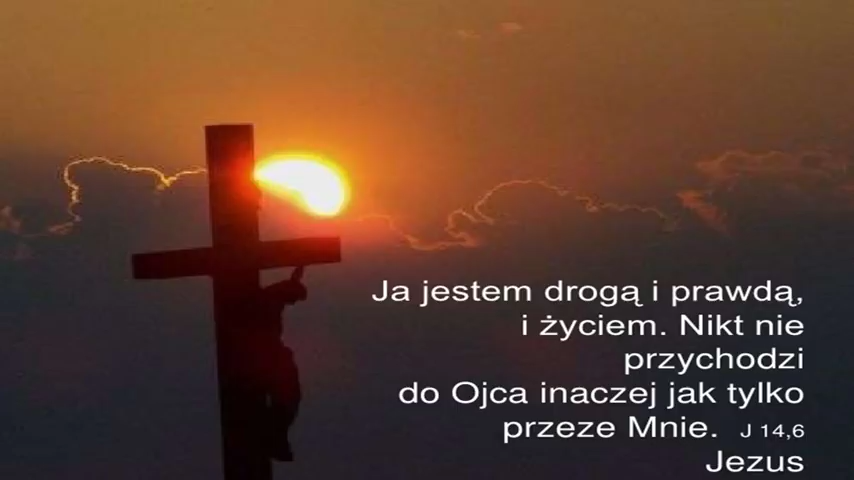 Ja jestem drogą i prawdą,
i życiem. Nikt nie
przychodzi
do Ojca inaczej jak tylko
przeze Mnie. J 14,6
Jezus